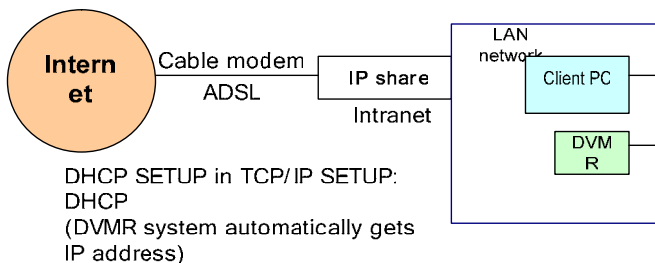 Intern
et
Cable modem
ADSL
IP share
Intranet
LAN
network
Client PC
DVM
R
DHCP SETUP in TCP/IP SETUP:
DHCP
(DVMR system automatically gets
IP address)